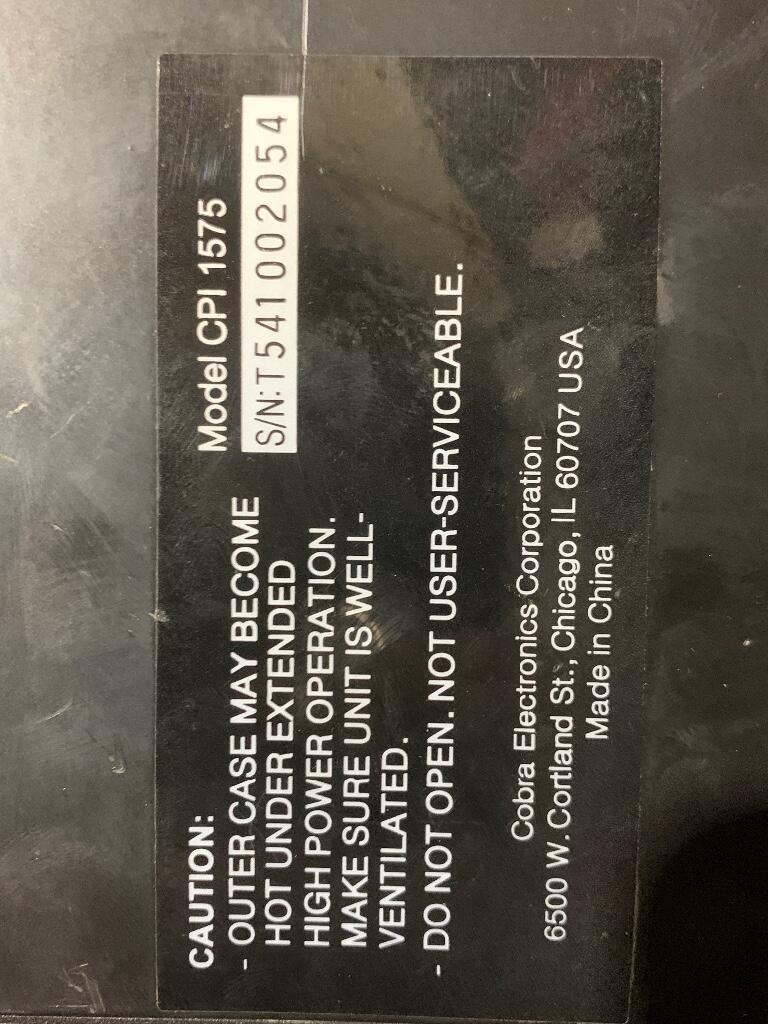 CAUTION:
- OUTER CASE MAY BECOME
HOT UNDER EXTENDED
HIGH POWER OPERATION.
MAKE SURE UNIT IS WELL-
VENTILATED.
- DO NOT OPEN. NOT USER-SERVICEABLE.
Model CPI 1575
S/N:T541002054
Cobra Electronics Corporation
6500 W. Cortland St., Chicago, IL 60707 USA
Made in China